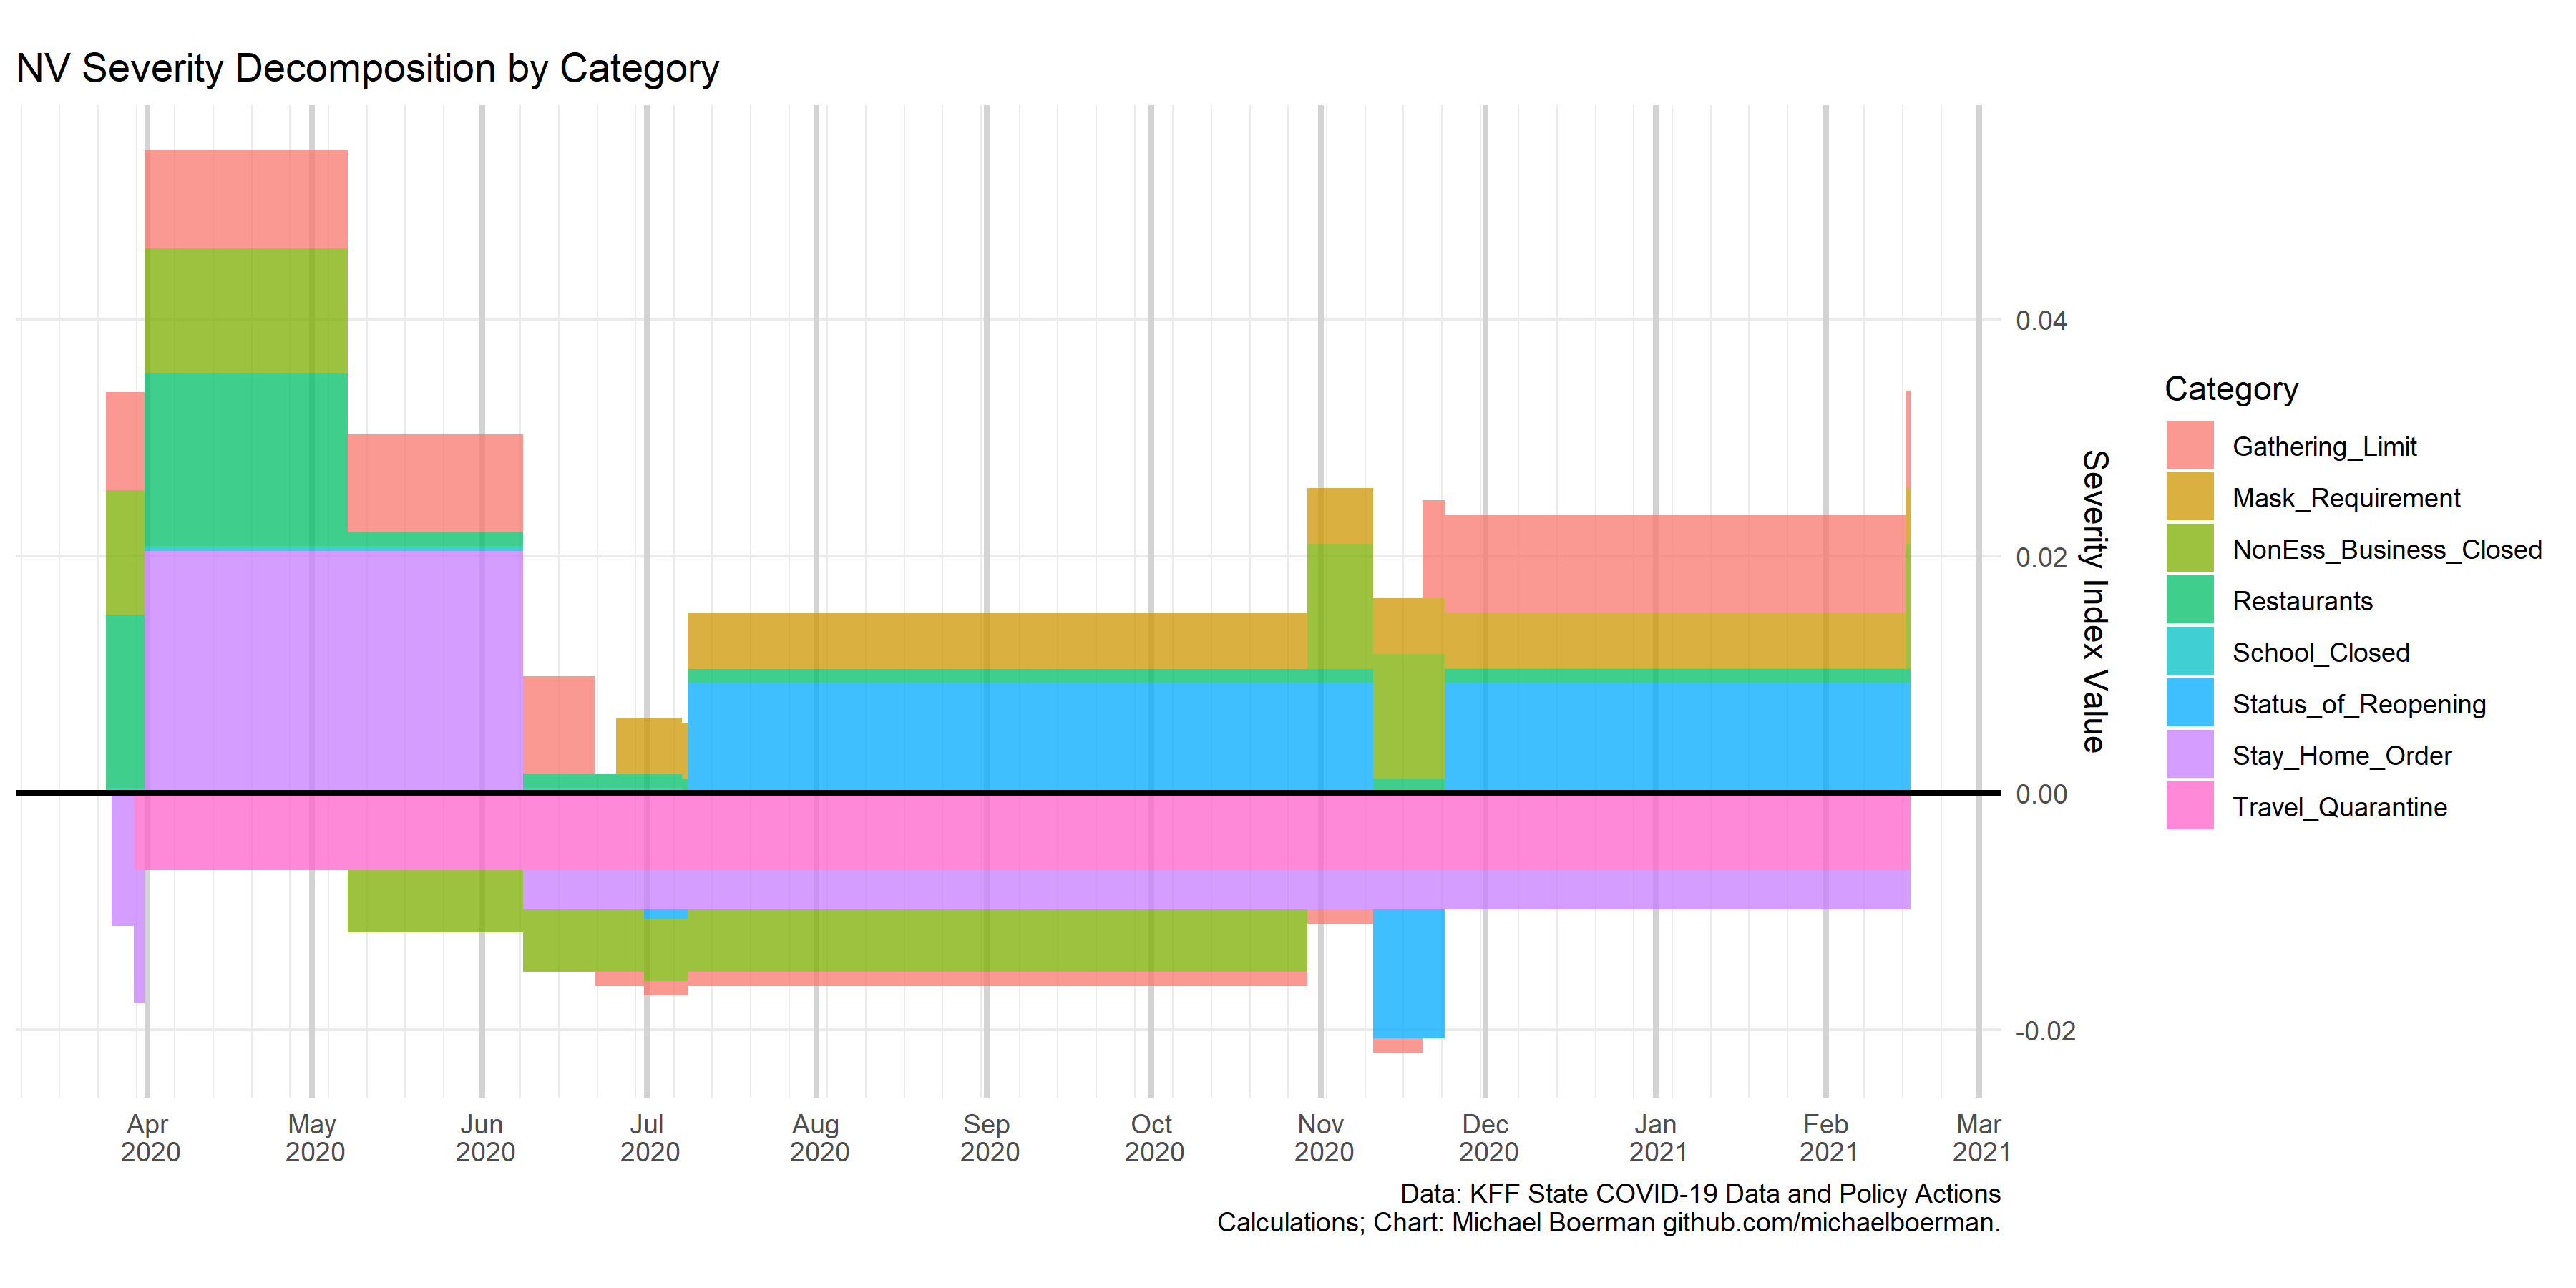 NV Severity Decomposition by Category
0.04
0.02
0.00
-0.02
Severity Index Value
Category
Gathering_Limit
Mask_Requirement
NonEss_Business_Closed
Restaurants
School_Closed
Status_of_Reopening
Stay_Home_Order
Travel_Quarantine
Apr May Jun Jul Aug Sep Oct Nov Dec Jan Feb Mar
2020 2020 2020 2020 2020 2020 2020 2020 2020 2021 2021 2021
Data: KFF State COVID-19 Data and Policy Actions
Calculations; Chart: Michael Boerman github.com/michaelboerman.